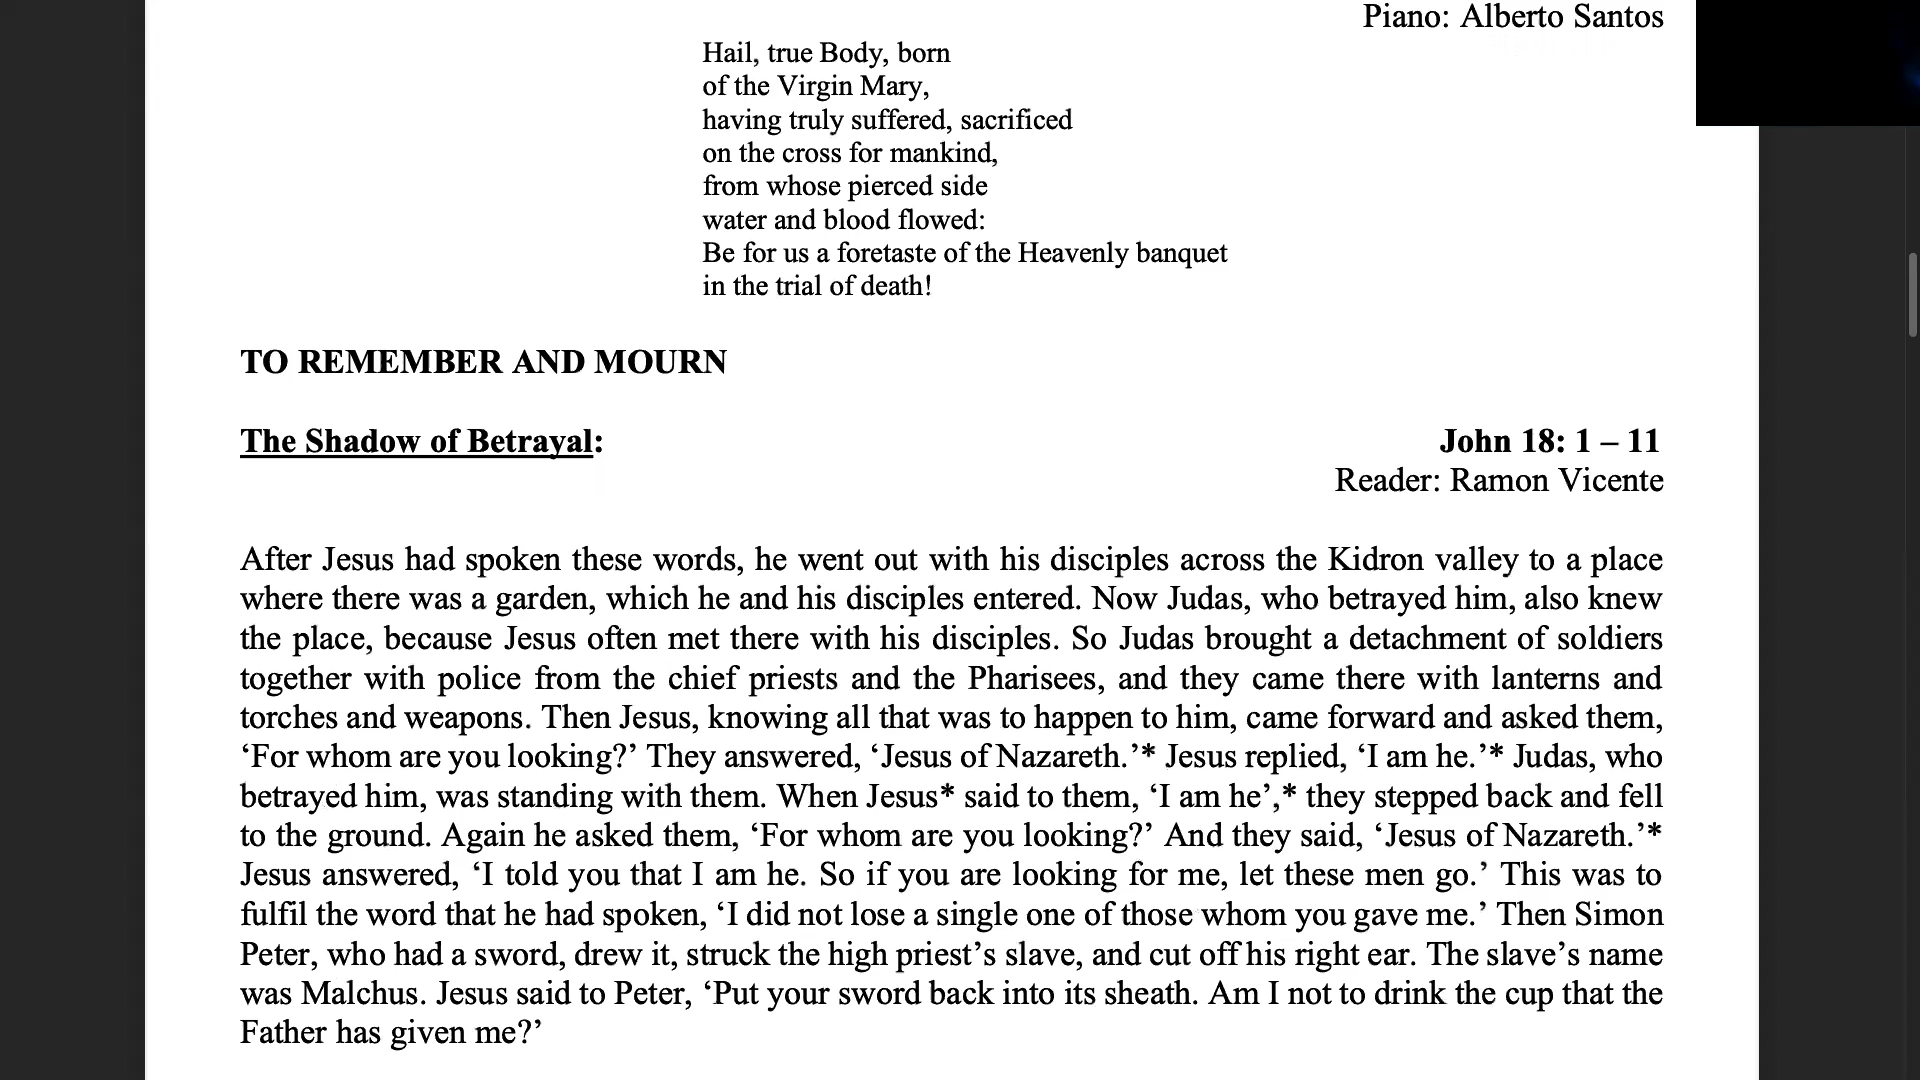 Piano: Alberto Santos
Hail, true Body, born
of the Virgin Mary,
having truly suffered, sacrificed
on the cross for mankind,
from whose pierced side
water and blood flowed:
Be for us a foretaste of the Heavenly banquet
in the trial of death!
TO REMEMBER AND MOURN
The Shadow of Betrayal: John 18: 1 – 11
Reader: Ramon Vicente
After Jesus had spoken these words, he went out with his disciples across the Kidron valley to a place
where there was a garden, which he and his disciples entered. Now Judas, who betrayed him, also knew
the place, because Jesus often met there with his disciples. So Judas brought a detachment of soldiers
together with police from the chief priests and the Pharisees, and they came there with lanterns and
torches and weapons. Then Jesus, knowing all that was to happen to him, came forward and asked them,
‘For whom are you looking?’ They answered, ‘Jesus of Nazareth.’* Jesus replied, ‘I am he.’* Judas, who
betrayed him, was standing with them. When Jesus* said to them, ‘I am he’,* they stepped back and fell
to the ground. Again he asked them, ‘For whom are you looking?’ And they said, ‘Jesus of Nazareth.’*
Jesus answered, ‘I told you that I am he. So if you are looking for me, let these men go.’ This was to
fulfil the word that he had spoken, ‘I did not lose a single one of those whom you gave me.’ Then Simon
Peter, who had a sword, drew it, struck the high priest’s slave, and cut off his right ear. The slave’s name
was Malchus. Jesus said to Peter, ‘Put your sword back into its sheath. Am I not to drink the cup that the
Father has given me?’